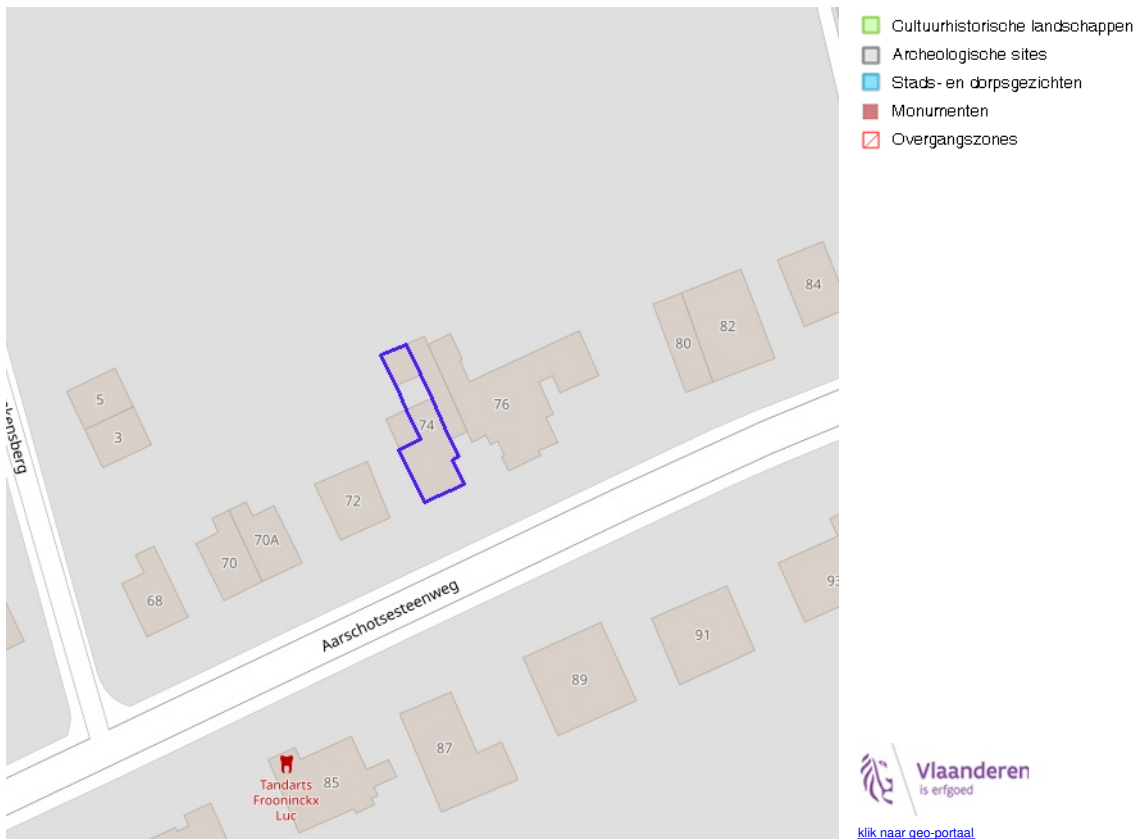 Cultuurhistorische landschappen
Archeologische sites
Stads- en dorpsgezichten
Monumenten
Overgangszones
84
82
80
76
74
72
70A
70
68
5
3
kensberg
Aarschotsesteenweg
93
91
89
87
85
Tandarts
Frooninckx
Luc
Vlaanderen
is erfgoed
klik naar geo-portaal